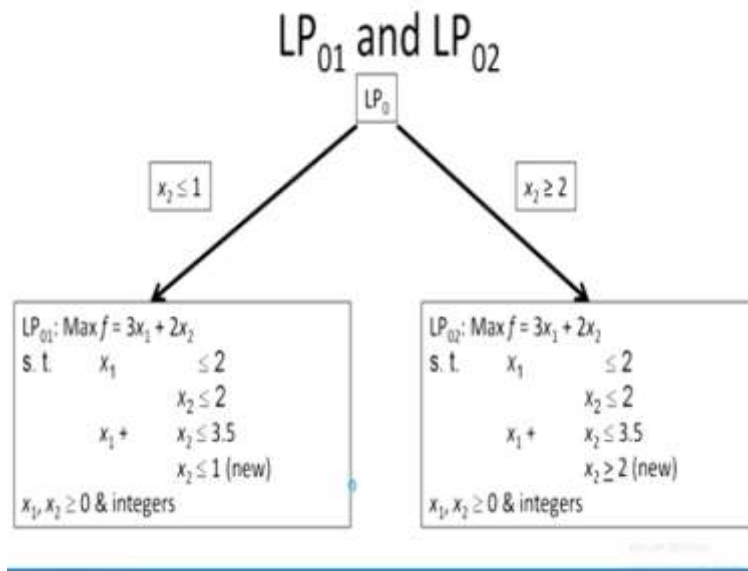 LP₀₁ and LP₀₂
LP₀
x₂ ≤ 1
x₂ ≥ 2
LP₀₁: Max f = 3x₁ + 2x₂
s. t. x₁ ≤ 2
x₂ ≤ 2
x₁ + x₂ ≤ 3.5
x₂ ≤ 1 (new)
x₁, x₂ ≥ 0 & integers
LP₀₂: Max f = 3x₁ + 2x₂
s. t. x₁ ≤ 2
x₂ ≤ 2
x₁ + x₂ ≤ 3.5
x₂ ≥ 2 (new)
x₁, x₂ ≥ 0 & integers